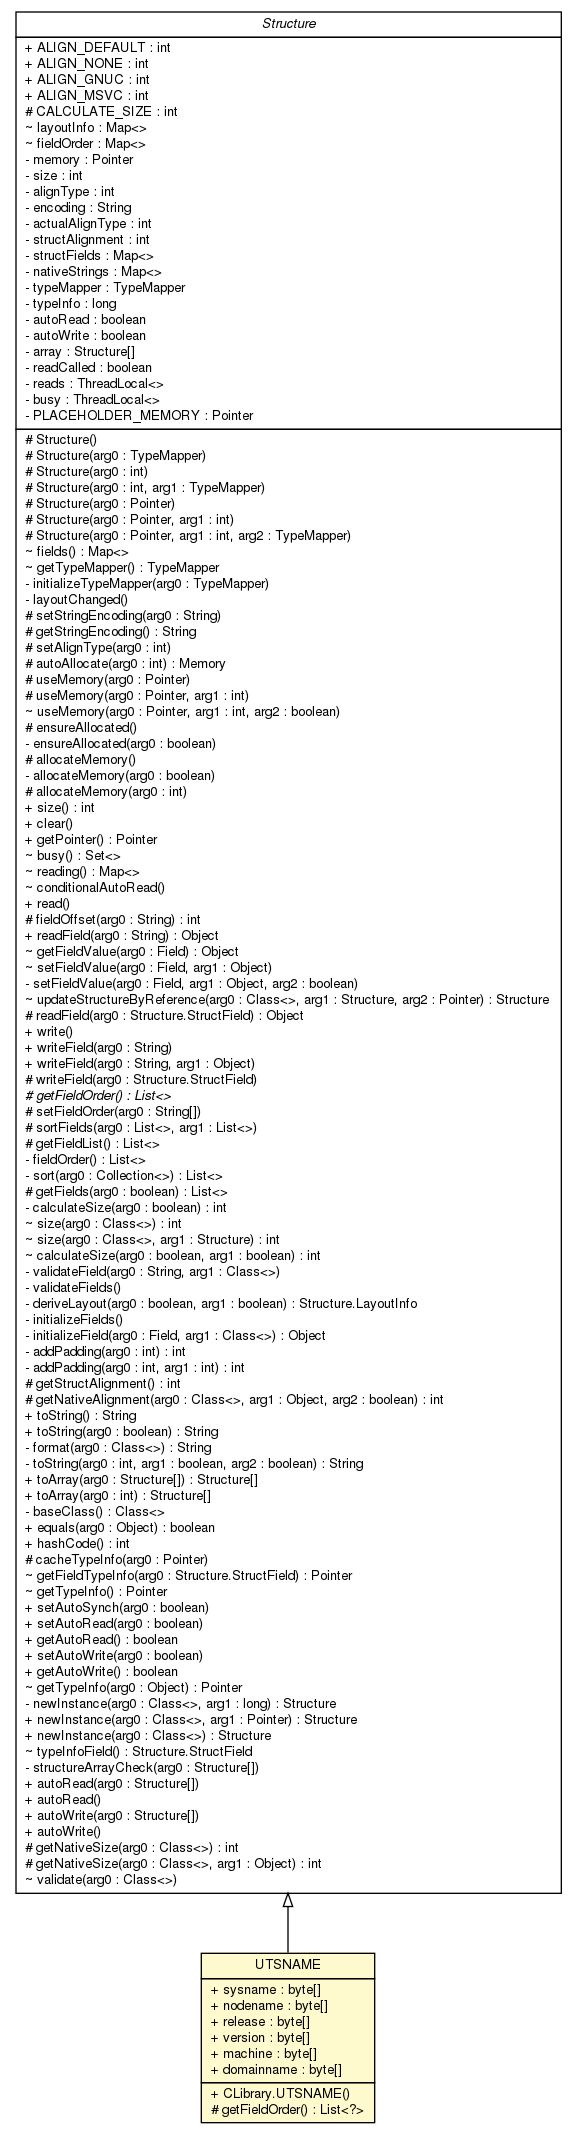 Structure
+ ALIGN_DEFAULT : int
+ ALIGN_NONE : int
+ ALIGN_GNUC : int
+ ALIGN_MSVC : int
# CALCULATE_SIZE : int
~ layoutInfo : Map<>
~ fieldOrder : Map<>
- memory : Pointer
- size : int
- alignType : int
- encoding : String
- actualAlignType : int
- structAlignment : int
- structFields : Map<>
- nativeStrings : Map<>
- typeMapper : TypeMapper
- typeInfo : long
- autoRead : boolean
- autoWrite : boolean
- array : Structure[]
- readCalled : boolean
- reads : ThreadLocal<>
- busy : ThreadLocal<>
- PLACEHOLDER_MEMORY : Pointer
# Structure()
# Structure(arg0 : TypeMapper)
# Structure(arg0 : int)
# Structure(arg0 : int, arg1 : TypeMapper)
# Structure(arg0 : Pointer)
# Structure(arg0 : Pointer, arg1 : int)
# Structure(arg0 : Pointer, arg1 : int, arg2 : TypeMapper)
~ fields() : Map<>
~ getTypeMapper() : TypeMapper
- initializeTypeMapper(arg0 : TypeMapper)
- layoutChanged()
# setStringEncoding(arg0 : String)
# getStringEncoding() : String
# setAlignType(arg0 : int)
# autoAllocate(arg0 : int) : Memory
# useMemory(arg0 : Pointer)
# useMemory(arg0 : Pointer, arg1 : int)
~ useMemory(arg0 : Pointer, arg1 : int, arg2 : boolean)
# ensureAllocated()
- ensureAllocated(arg0 : boolean)
# allocateMemory()
- allocateMemory(arg0 : boolean)
# allocateMemory(arg0 : int)
+ size() : int
+ clear()
+ getPointer() : Pointer
~ busy() : Set<>
~ reading() : Map<>
~ conditionalAutoRead()
+ read()
# fieldOffset(arg0 : String) : int
+ readField(arg0 : String) : Object
~ getFieldValue(arg0 : Field) : Object
~ setFieldValue(arg0 : Field, arg1 : Object)
- setFieldValue(arg0 : Field, arg1 : Object, arg2 : boolean)
~ updateStructureByReference(arg0 : Class<>, arg1 : Structure, arg2 : Pointer) : Structure
# readField(arg0 : Structure.StructField) : Object
+ write()
+ writeField(arg0 : String)
+ writeField(arg0 : String, arg1 : Object)
# writeField(arg0 : Structure.StructField)
# getFieldOrder() : List<>
# setFieldOrder(arg0 : String[])
# sortFields(arg0 : List<>, arg1 : List<>)
# getFieldList() : List<>
- fieldOrder() : List<>
- sort(arg0 : Collection<>) : List<>
# getFields(arg0 : boolean) : List<>
- calculateSize(arg0 : boolean) : int
~ size(arg0 : Class<>) : int
~ size(arg0 : Class<>, arg1 : Structure) : int
~ calculateSize(arg0 : boolean, arg1 : boolean) : int
- validateField(arg0 : String, arg1 : Class<>)
- validateFields()
- deriveLayout(arg0 : boolean, arg1 : boolean) : Structure.LayoutInfo
- initializeFields()
- initializeField(arg0 : Field, arg1 : Class<>) : Object
- addPadding(arg0 : int) : int
- addPadding(arg0 : int, arg1 : int) : int
# getStructAlignment() : int
# getNativeAlignment(arg0 : Class<>, arg1 : Object, arg2 : boolean) : int
+ toString() : String
+ toString(arg0 : boolean) : String
- format(arg0 : Class<>) : String
- toString(arg0 : int, arg1 : boolean, arg2 : boolean) : String
+ toArray(arg0 : Structure[]) : Structure[]
+ toArray(arg0 : int) : Structure[]
- baseClass() : Class<>
+ equals(arg0 : Object) : boolean
+ hashCode() : int
# cacheTypeInfo(arg0 : Pointer)
~ getFieldTypeInfo(arg0 : Structure.StructField) : Pointer
~ getTypeInfo() : Pointer
+ setAutoSynch(arg0 : boolean)
+ setAutoRead(arg0 : boolean)
+ getAutoRead() : boolean
+ setAutoWrite(arg0 : boolean)
+ getAutoWrite() : boolean
~ getTypeInfo(arg0 : Object) : Pointer
- newInstance(arg0 : Class<>, arg1 : long) : Structure
+ newInstance(arg0 : Class<>, arg1 : Pointer) : Structure
+ newInstance(arg0 : Class<>) : Structure
~ typeInfoField() : Structure.StructField
- structureArrayCheck(arg0 : Structure[])
+ autoRead(arg0 : Structure[])
+ autoRead()
+ autoWrite(arg0 : Structure[])
+ autoWrite()
# getNativeSize(arg0 : Class<>) : int
# getNativeSize(arg0 : Class<>, arg1 : Object) : int
~ validate(arg0 : Class<>)
UTSNAME
+ sysname : byte[]
+ nodename : byte[]
+ release : byte[]
+ version : byte[]
+ machine : byte[]
+ domainname : byte[]
+ CLibrary.UTSNAME()
# getFieldOrder() : List<?>